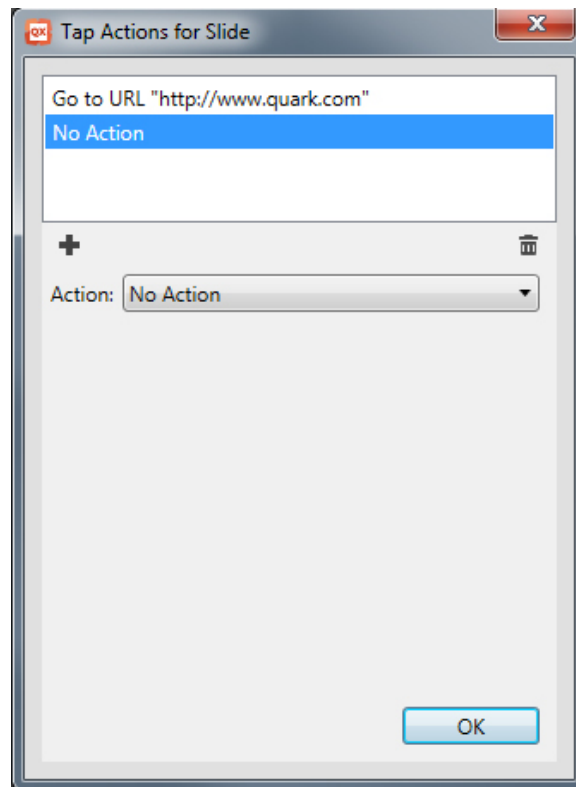 QX Tap Actions for Slide
Go to URL "http://www.quark.com"
No Action
Action: No Action
OK